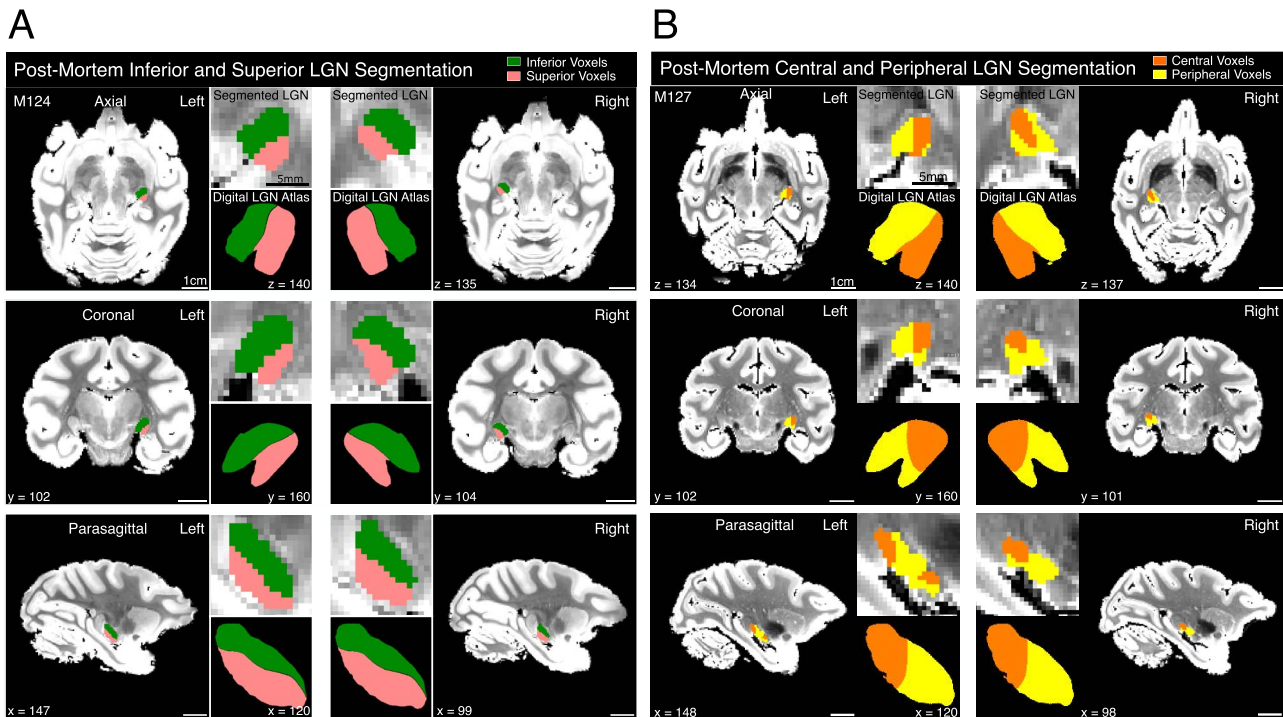 A
Post-Mortem Inferior and Superior LGN Segmentation
Inferior Voxels
Superior Voxels
M124
Axial
Left
Segmented LGN
Segmented LGN
Right
5mm
Digital LGN Atlas
Digital LGN Atlas
1cm
z = 140
z = 135
Coronal
Left
Right
y = 102
y = 160
y = 104
Parasagittal
Left
Right
x = 147
x = 120
x = 99
B
Post-Mortem Central and Peripheral LGN Segmentation
Central Voxels
Peripheral Voxels
M127
Axial
Left
Segmented LGN
Segmented LGN
Right
5mm
Digital LGN Atlas
Digital LGN Atlas
z = 134
1cm
z = 140
z = 137
Coronal
Left
Right
y = 102
y = 160
y = 101
Parasagittal
Left
Right
x = 148
x = 120
x = 98